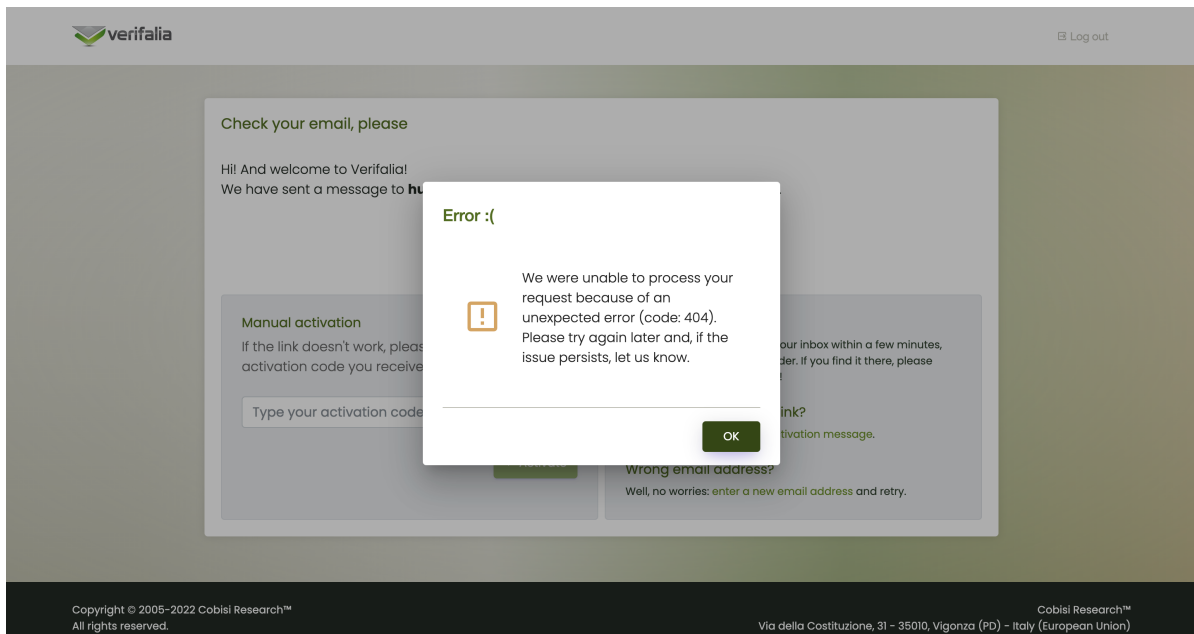 verifalia
Log out
Check your email, please
Hi! And welcome to Verifalia!
We have sent a message to
Error :(
We were unable to process your
request because of an
unexpected error (code: 404).
Please try again later and, if the
issue persists, let us know.
OK
Manual activation
If the link doesn't work,
activation code you
Type your activation code
our inbox within a few minutes,
If you find it there, please
tivation message.
Wrong email address?
Well, no worries: enter a new email address and retry.
Copyright © 2005-2022 Cobisi Research™
All rights reserved.
Cobisi Research™
Via della Costituzione, 31 - 35010, Vigonza (PD) - Italy (European Union)